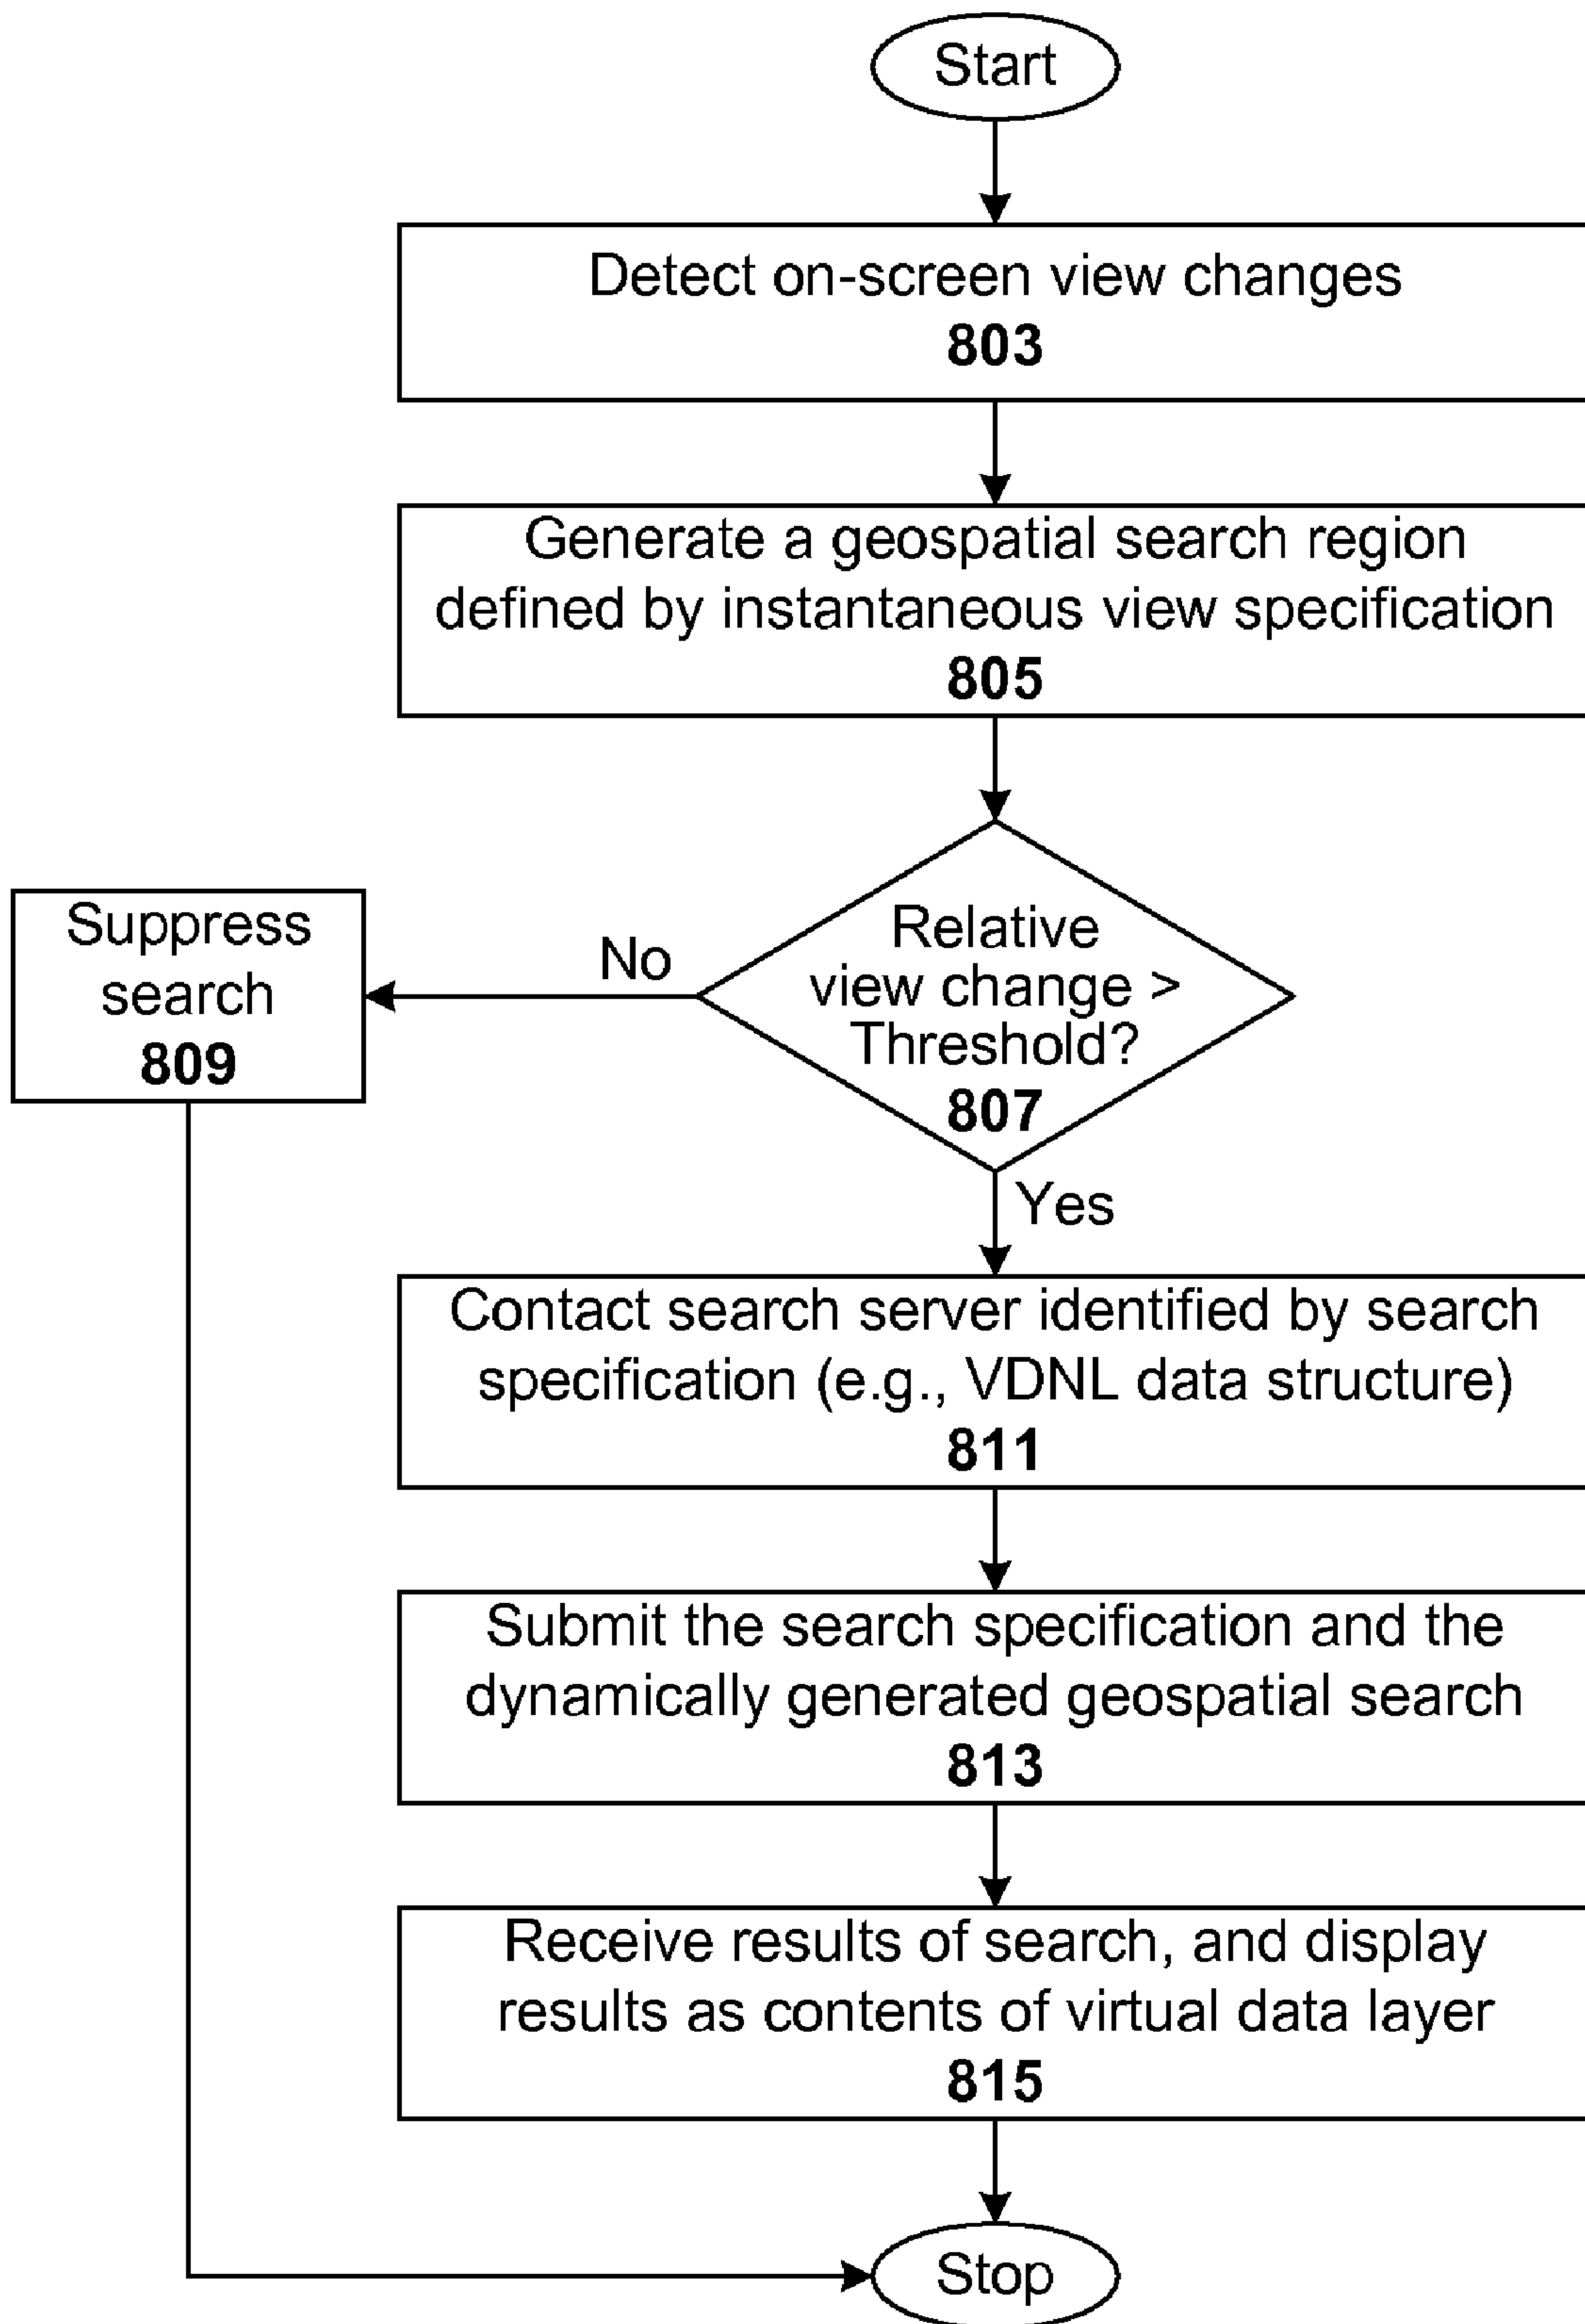 Start
Detect on-screen view changes
803
Generate a geospatial search region
defined by instantaneous view specification
805
Relative
view change >
Threshold?
807
No
Suppress
search
809
Yes
Contact search server identified by search
specification (e.g., VDNL data structure)
811
Submit the search specification and the
dynamically generated geospatial search
813
Receive results of search, and display
results as contents of virtual data layer
815
Stop